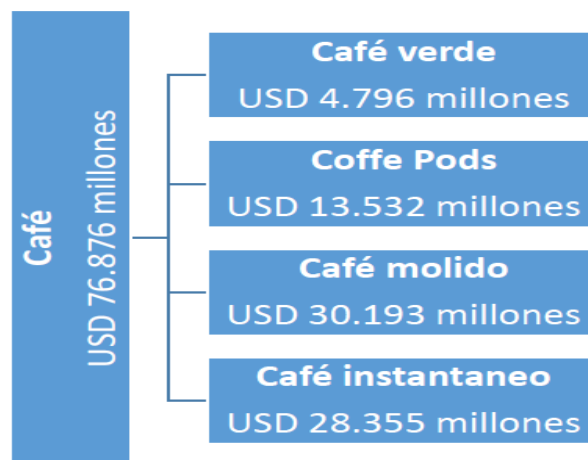 Café
USD 76.876 millones
Café verde
USD 4.796 millones
Coffe Pods
USD 13.532 millones
Café molido
USD 30.193 millones
Café instantaneo
USD 28.355 millones